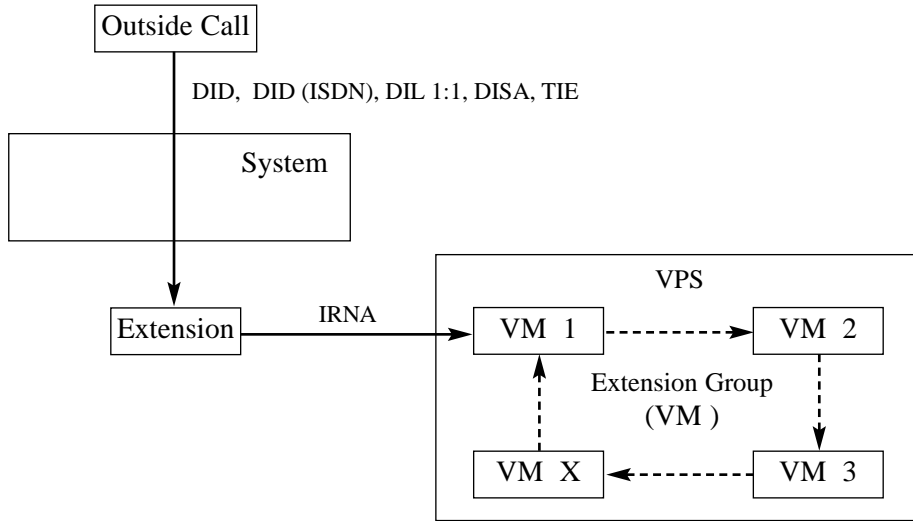 Outside Call
DID, DID (ISDN), DIL 1:1, DISA, TIE
System
VPS
Extension
IRNA
VM 1
VM 2
Extension Group
(VM )
VM X
VM 3